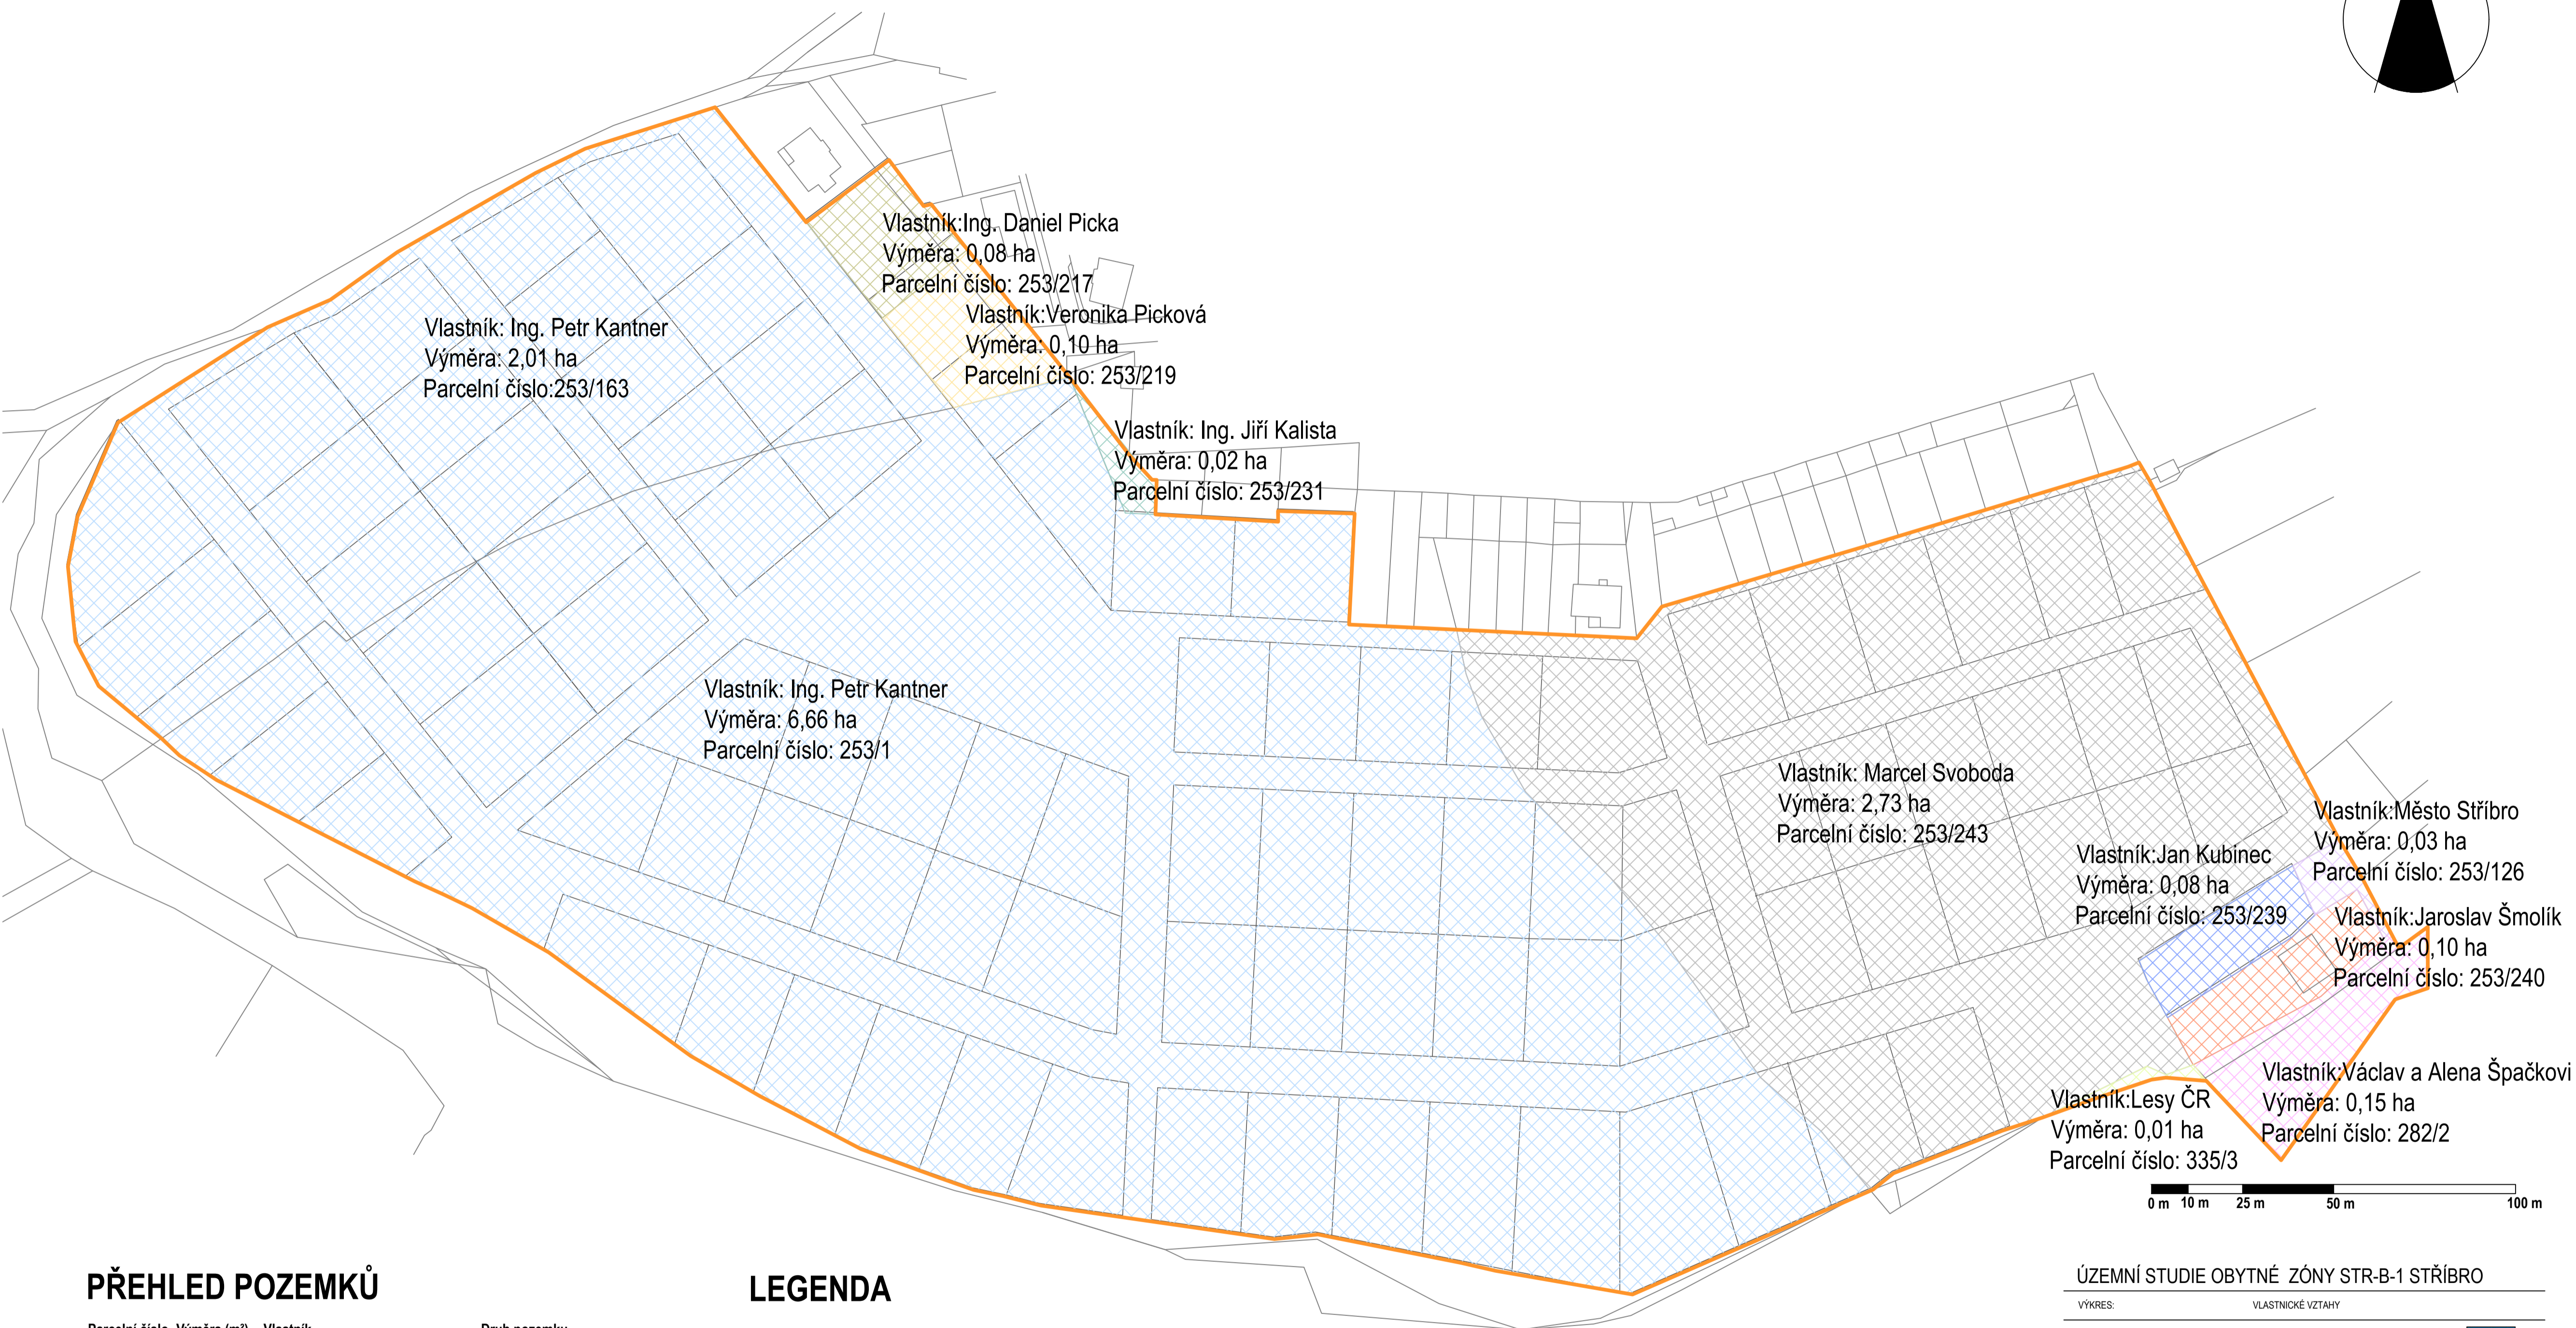 Vlastník:Ing. Daniel Picka
Výměra: 0,08 ha
Parcelní číslo: 253/217
Vlastník:Veronika Picková
Výměra: 0,10 ha
Parcelní číslo: 253/219
Vlastník: Ing. Petr Kantner
Výměra: 2,01 ha
Parcelní číslo:253/163
Vlastník: Ing. Jiří Kalista
Výměra: 0,02 ha
Parcelní číslo: 253/231
Vlastník: Ing. Petr Kantner
Výměra: 6,66 ha
Parcelní číslo: 253/1
Vlastník: Marcel Svoboda
Výměra: 2,73 ha
Parcelní číslo: 253/243
Vlastník:Město Stříbro
Výměra: 0,03 ha
Parcelní číslo: 253/126
Vlastník:Jan Kubinec
Výměra: 0,08 ha
Parcelní číslo: 253/239
Vlastník:Jaroslav Šmolík
Výměra: 0,10 ha
Parcelní číslo: 253/240
Vlastník:Václav a Alena Špačkovi
Výměra: 0,15 ha
Parcelní číslo: 282/2
Vlastník:Lesy ČR
Výměra: 0,01 ha
Parcelní číslo: 335/3
0 m 10 m 25 m 50 m 100 m
PŘEHLED POZEMKŮ
Parcelní číslo Výměra (m²) Vlastník Druh pozemku
LEGENDA
ÚZEMNÍ STUDIE OBYTNÉ ZÓNY STR-B-1 STŘÍBRO
VÝKRES: VLASTNICKÉ VZTAHY